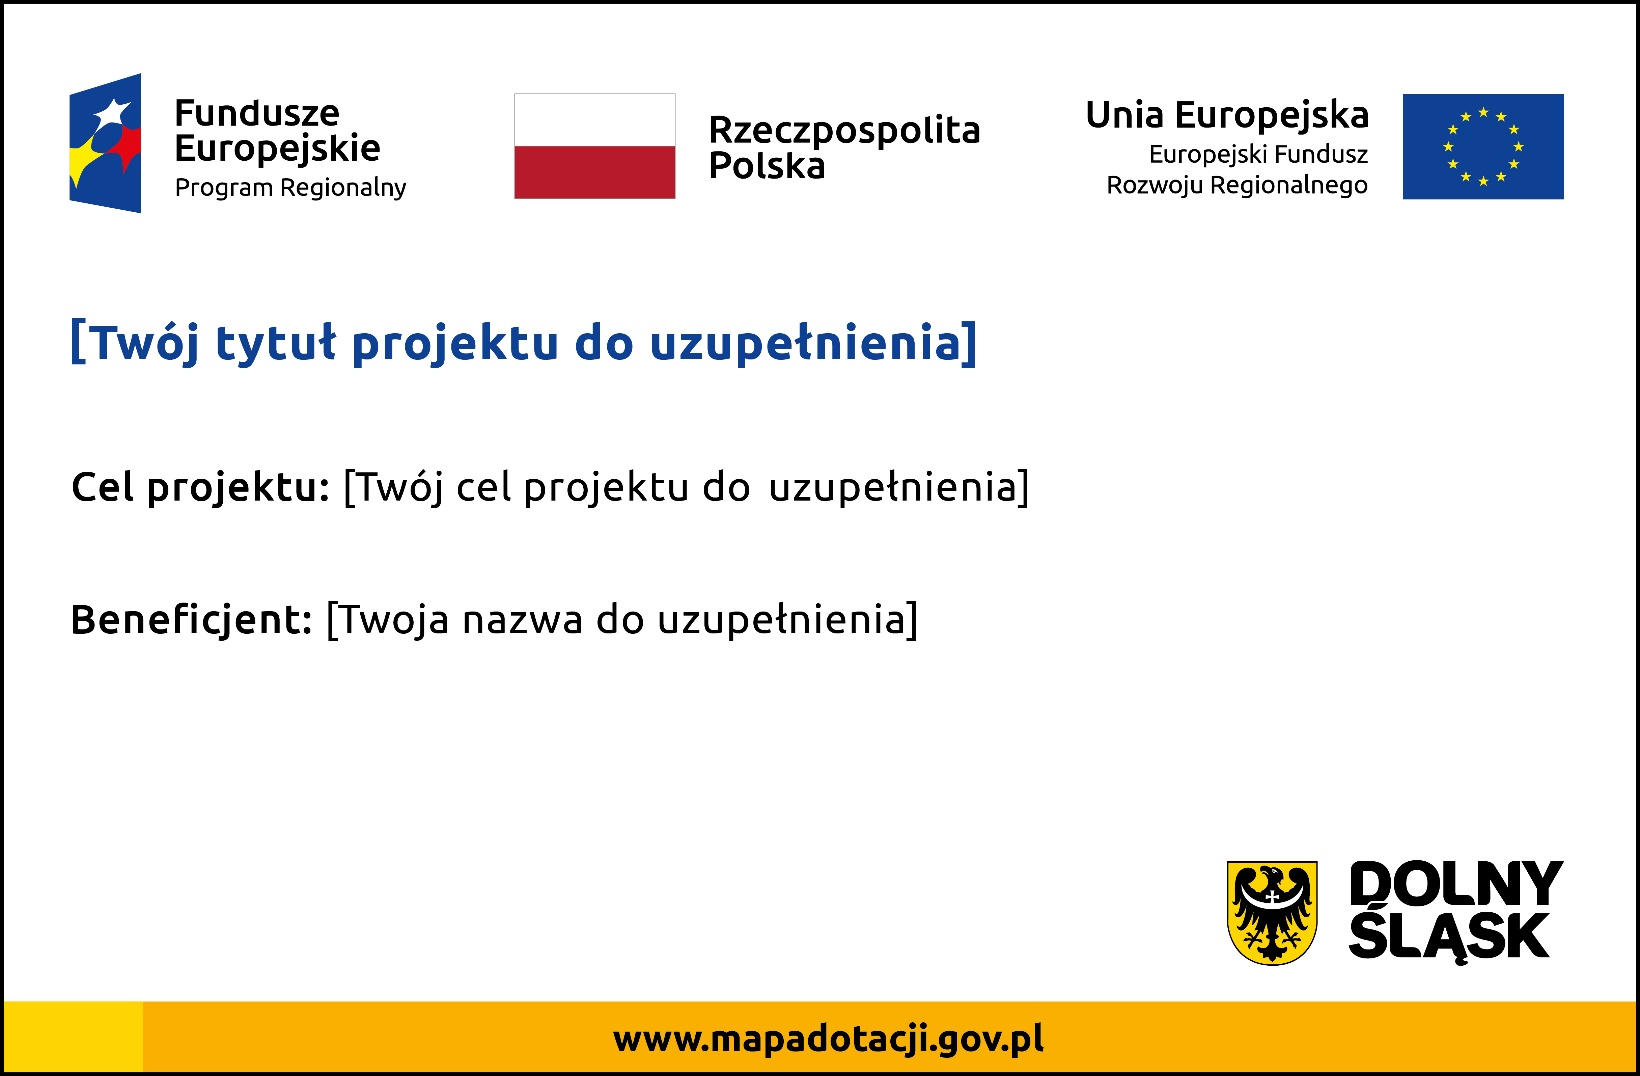 Fundusze
Europejskie
Program Regionalny
Rzeczpospolita
Polska
Unia Europejska
Europejski Fundusz
Rozwoju Regionalnego
[Twój tytuł projektu do uzupełnienia]
Cel projektu: [Twój cel projektu do uzupełnienia]
Beneficjent: [Twoja nazwa do uzupełnienia]
DOLNY
ŚLĄSK
www.mapadotacji.gov.pl